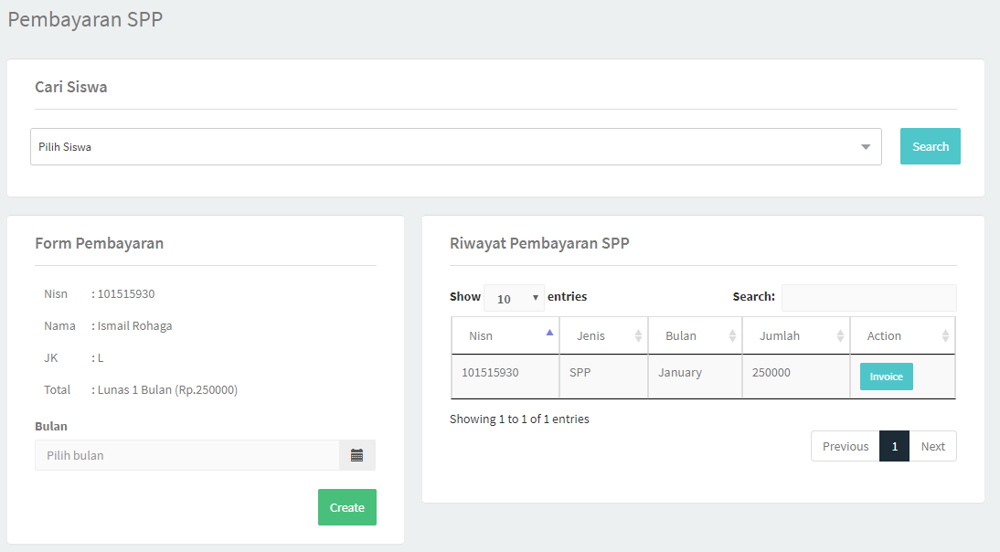 Pembayaran SPP
Cari Siswa
Pilih Siswa
Search
Form Pembayaran
Nisn : 101515930
Nama : Ismail Rohaga
JK : L
Total : Lunas 1 Bulan (Rp.250000)
Bulan
Pilih bulan
Create
Riwayat Pembayaran SPP
Show 10 entries Search:
Nisn Jenis Bulan Jumlah Action
101515930 SPP January 250000 Invoice
Showing 1 to 1 of 1 entries
Previous 1 Next